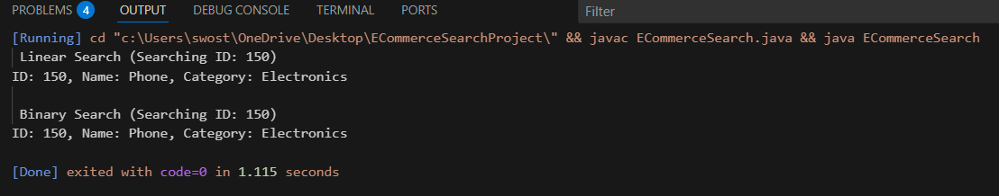 PROBLEMS 4 OUTPUT DEBUG CONSOLE TERMINAL PORTS Filter
[Running] cd "c:\Users\swost\OneDrive\Desktop\ECommerceSearchProject\" && javac ECommerceSearch.java && java ECommerceSearch
Linear Search (Searching ID: 150)
ID: 150, Name: Phone, Category: Electronics
Binary Search (Searching ID: 150)
ID: 150, Name: Phone, Category: Electronics
[Done] exited with code=0 in 1.115 seconds